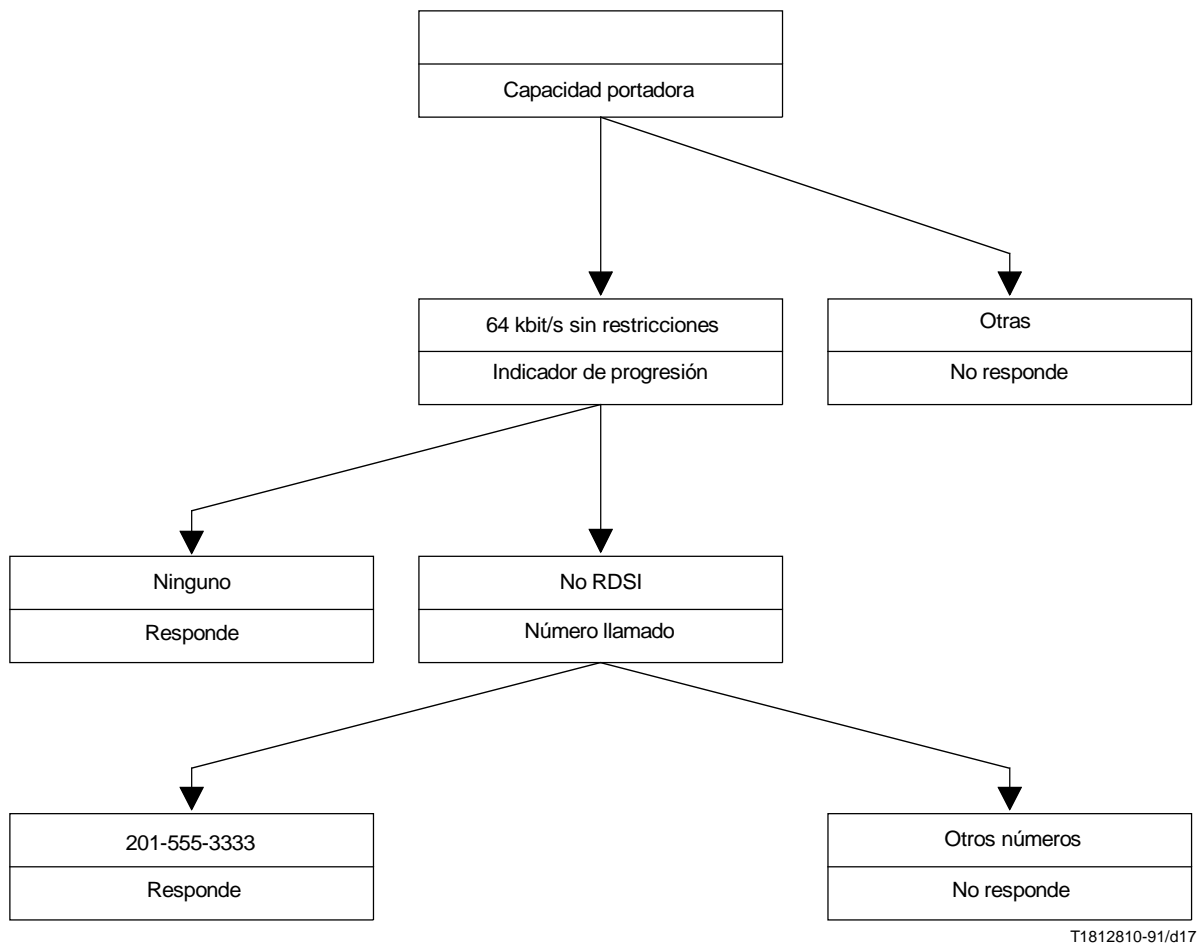 Capacidad portadora
64 kbit/s sin restricciones
Indicador de progresión
Otras
No responde
Ninguno
Responde
No RDSI
Número llamado
201-555-3333
Responde
Otros números
No responde
T1812810-91/d17